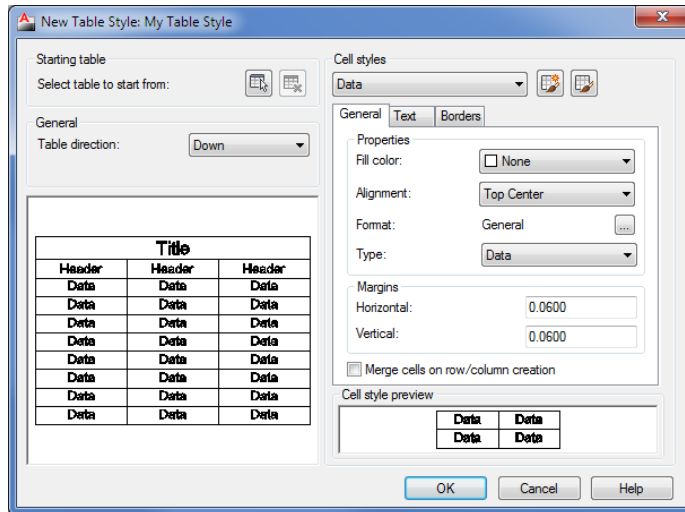 New Table Style: My Table Style
Starting table
Select table to start from:
General
Table direction:
Down
Title
Header Header Header
Data Data Data
Data Data Data
Data Data Data
Data Data Data
Data Data Data
Data Data Data
Data Data Data
Data Data Data
Cell styles
Data
General Text Borders
Properties
Fill color: None
Alignment: Top Center
Format: General ...
Type: Data
Margins
Horizontal: 0.0600
Vertical: 0.0600
Merge cells on row/column creation
Cell style preview
Data Data
Data Data
OK Cancel Help